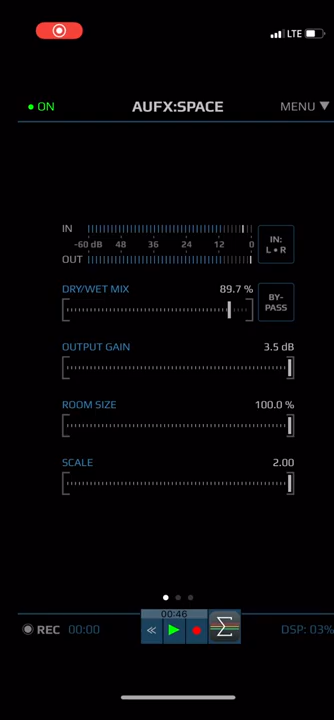 LTE
ON
AUFX:SPACE
MENU
IN
-60 dB 48 36 24 12 0
OUT
IN:
L • R
DRY/WET MIX
89.7 %
BY-
PASS
OUTPUT GAIN
3.5 dB
ROOM SIZE
100.0 %
SCALE
2.00
00:46
REC 00:00
Σ
DSP: 03%